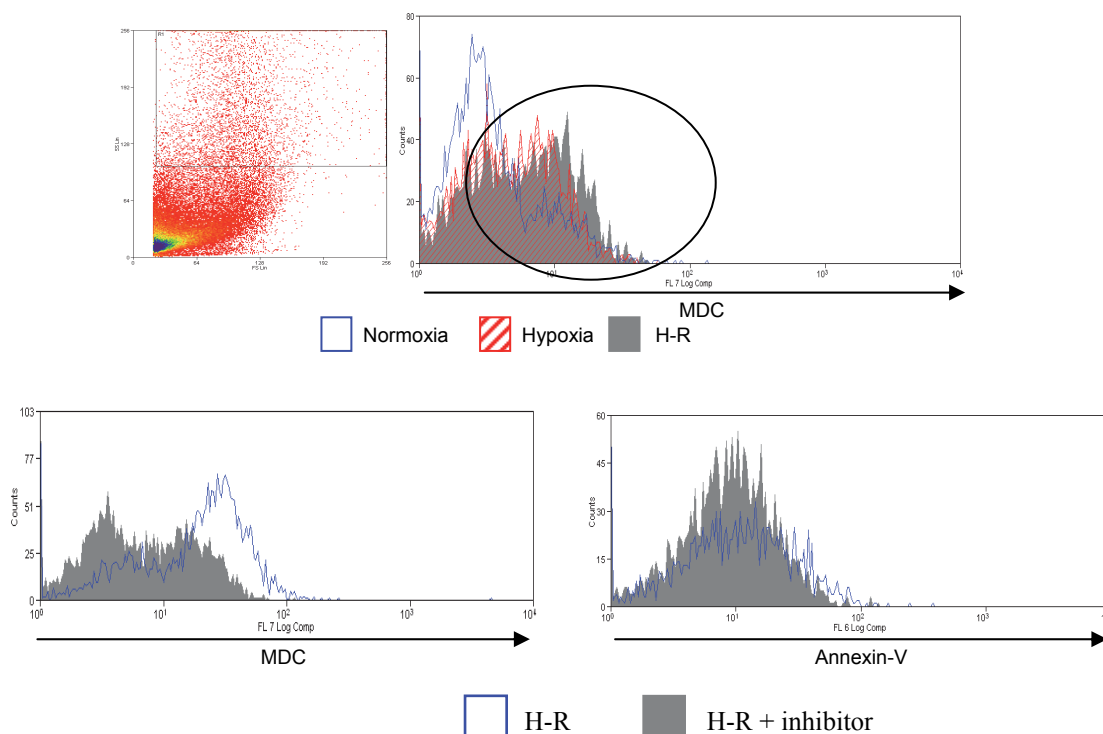 256
192
128
64
0
SS Lin
R1
0
64
128
192
256
FS Lin
80
60
40
20
0
Counts
10⁰
10¹
10²
10³
10⁴
FL 7 Log Comp
MDC
Normoxia
Hypoxia
H-R
103
77
51
25
0
Counts
10⁰
10¹
10²
10³
10⁴
FL 7 Log Comp
MDC
60
45
30
15
0
Counts
10⁰
10¹
10²
10³
FL 6 Log Comp
Annexin-V
H-R
H-R + inhibitor